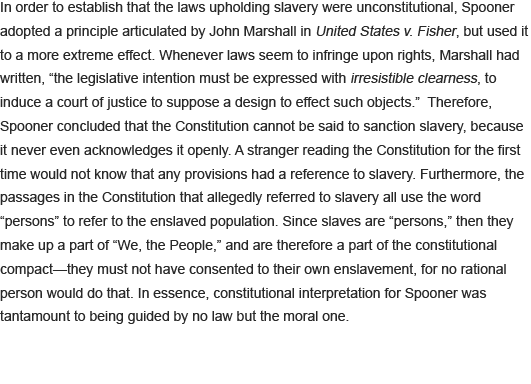 In order to establish that the laws upholding slavery were unconstitutional, Spooner
adopted a principle articulated by John Marshall in United States v. Fisher, but used it
to a more extreme effect. Whenever laws seem to infringe upon rights, Marshall had
written, “the legislative intention must be expressed with irresistible clearness, to
induce a court of justice to suppose a design to effect such objects.”  Therefore,
Spooner concluded that the Constitution cannot be said to sanction slavery, because
it never even acknowledges it openly. A stranger reading the Constitution for the first
time would not know that any provisions had a reference to slavery. Furthermore, the
passages in the Constitution that allegedly referred to slavery all use the word
“persons” to refer to the enslaved population. Since slaves are “persons,” then they
make up a part of “We, the People,” and are therefore a part of the constitutional
compact—they must not have consented to their own enslavement, for no rational
person would do that. In essence, constitutional interpretation for Spooner was
tantamount to being guided by no law but the moral one.